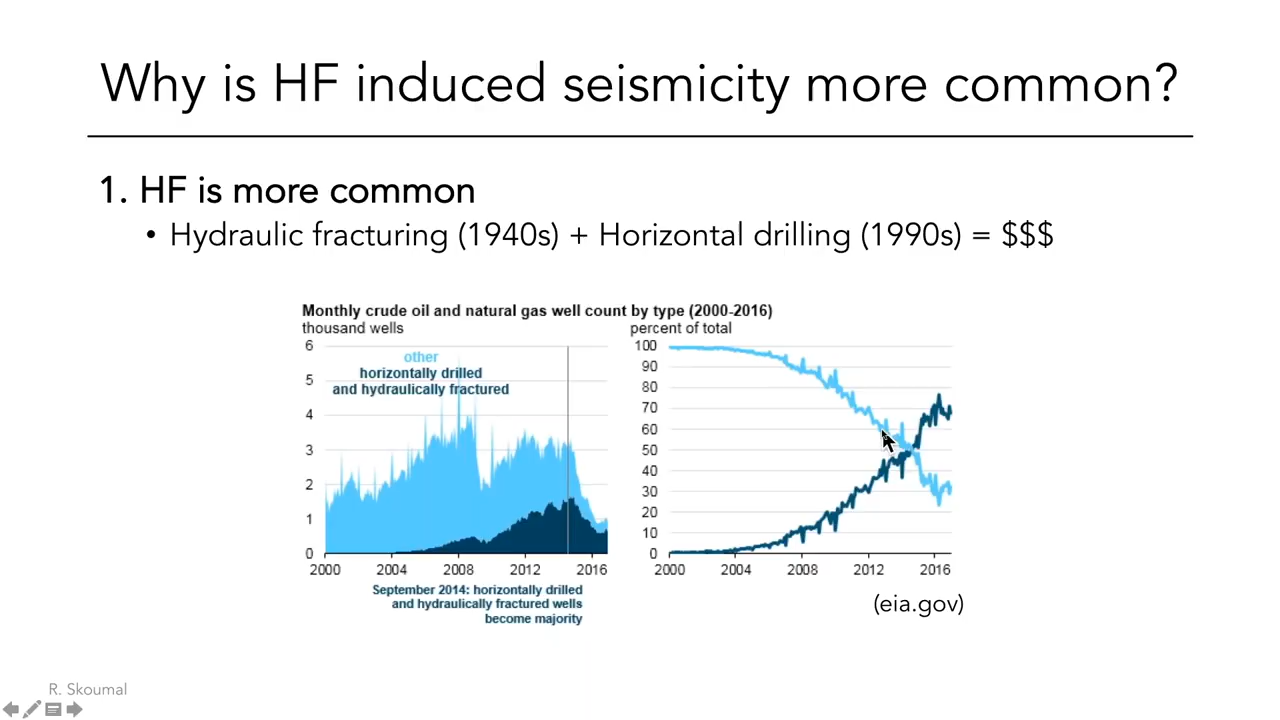 Why is HF induced seismicity more common?
1. HF is more common
• Hydraulic fracturing (1940s) + Horizontal drilling (1990s) = $$$
Monthly crude oil and natural gas well count by type (2000-2016)
thousand wells
6
5
4
3
2
1
0
other
horizontally drilled
and hydraulically fractured
2000 2004 2008 2012 2016
September 2014: horizontally drilled
and hydraulically fractured wells
become majority
percent of total
100
90
80
70
60
50
40
30
20
10
0
2000 2004 2008 2012 2016
(eia.gov)
R. Skoumal